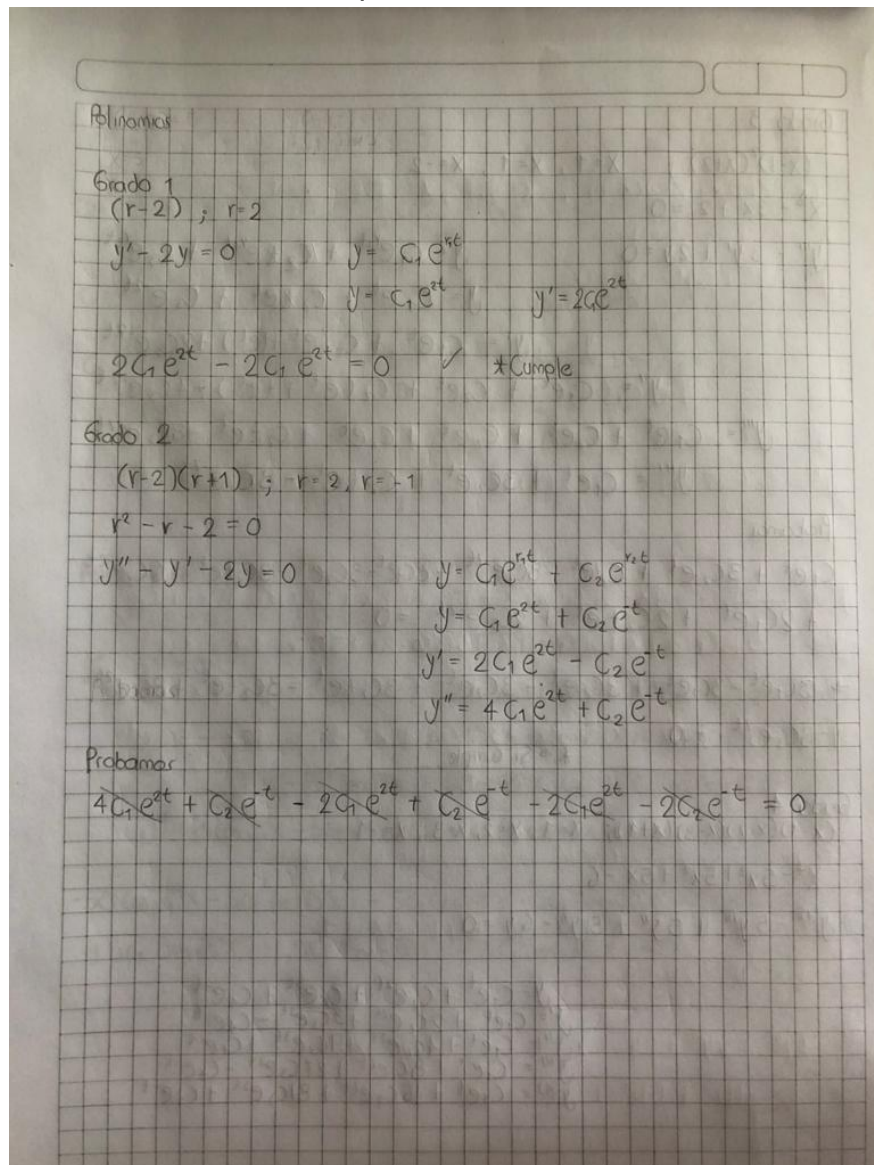 Polinomios
Grado 1
(r-2) ; r=2
y' - 2y = 0    y = C₁e^{r₁t}
y = C₁e^{2t}    y' = 2C₁e^{2t}
2C₁e^{2t} - 2C₁e^{2t} = 0 ✓ *Cumple
Grado 2
(r-2)(r+1) ; r=2, r=-1
r² - r - 2 = 0
y'' - y' - 2y = 0    y = C₁e^{r₁t} + C₂e^{r₂t}
y = C₁e^{2t} + C₂e^{-t}
y' = 2C₁e^{2t} - C₂e^{-t}
y'' = 4C₁e^{2t} + C₂e^{-t}
Probamos
4C₁e^{2t} + C₂e^{-t} - 2C₁e^{2t} + C₂e^{-t} - 2C₁e^{2t} - 2C₂e^{-t} = 0